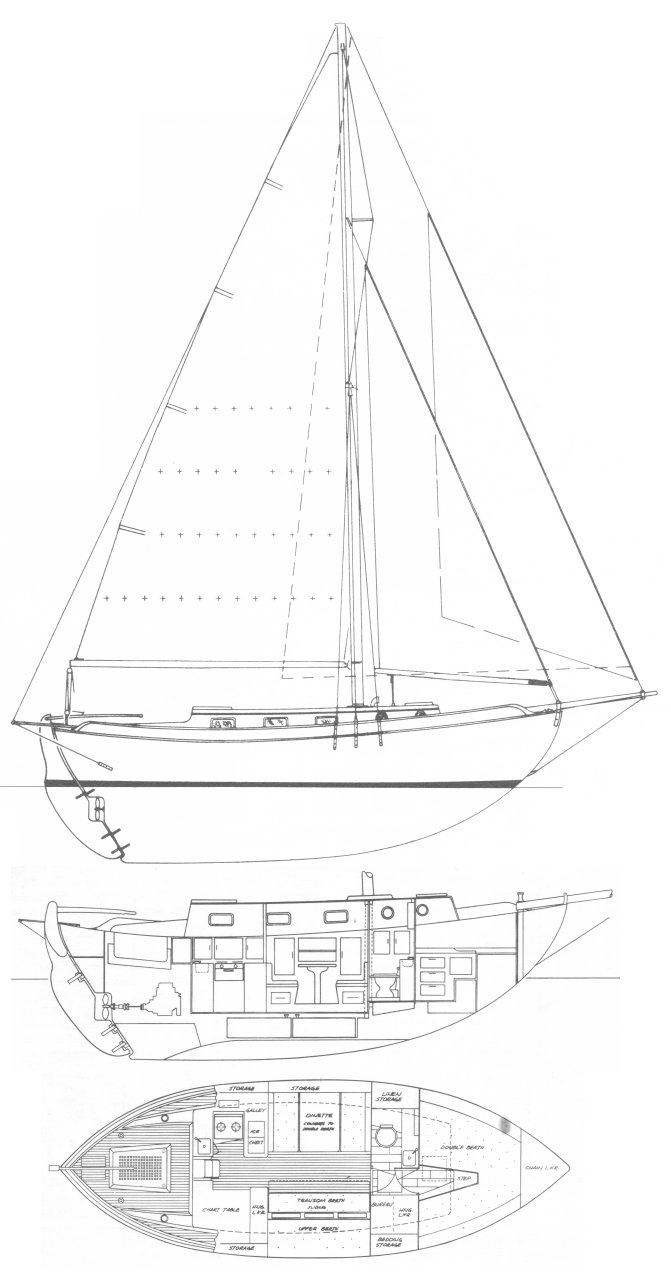 STORAGE
STORAGE
LINEN
STORAGE
GALLEY
DINETTE
CONVERTS TO
DOUBLE BERTH
ICE
CHEST
DOUBLE BERTH
CHAIN LKR.
STEP
TRANSOM BERTH
SLIDING
BUREAU
HNG.
LKR
CHART TABLE
HNG.
LKR
UPPER BERTH
BEDDING
STORAGE
STORAGE